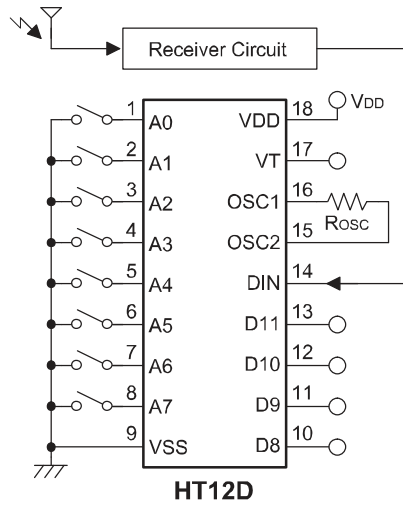 Receiver Circuit
1 A0 VDD 18 VDD
2 A1 VT 17
3 A2 OSC1 16
ROSC
4 A3 OSC2 15
5 A4 DIN 14
6 A5 D11 13
7 A6 D10 12
8 A7 D9 11
9 VSS D8 10
HT12D